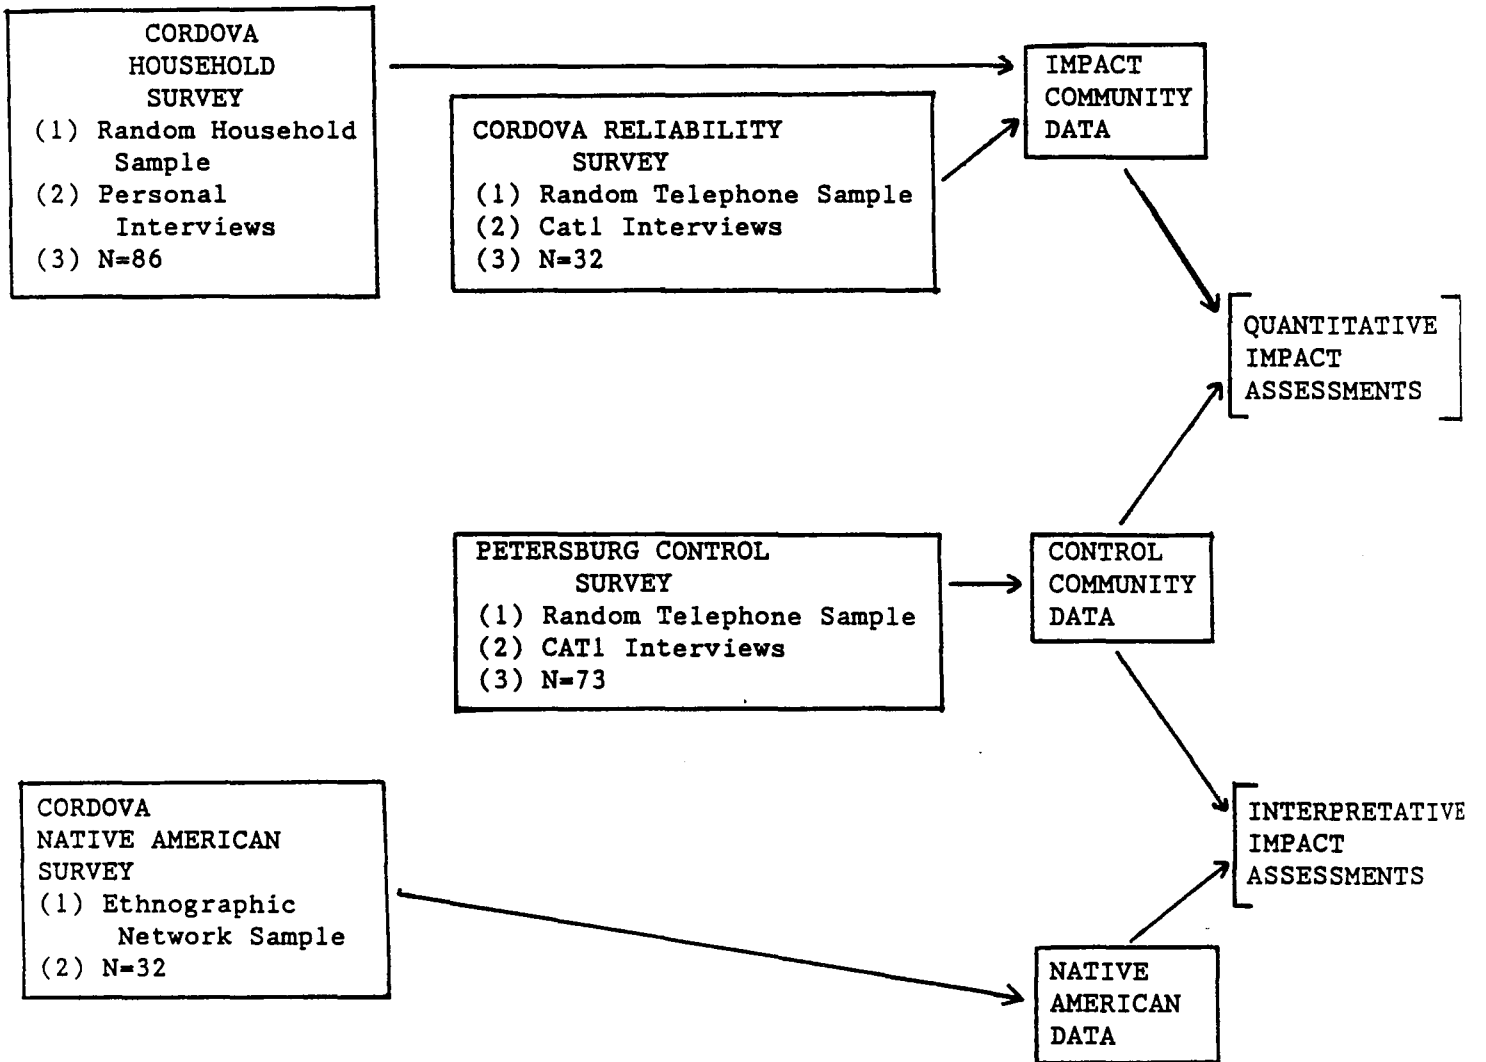 CORDOVA
HOUSEHOLD
SURVEY
(1) Random Household
Sample
(2) Personal
Interviews
(3) N=86
CORDOVA RELIABILITY
SURVEY
(1) Random Telephone Sample
(2) Cat1 Interviews
(3) N=32
IMPACT
COMMUNITY
DATA
QUANTITATIVE
IMPACT
ASSESSMENTS
PETERSBURG CONTROL
SURVEY
(1) Random Telephone Sample
(2) CAT1 Interviews
(3) N=73
CONTROL
COMMUNITY
DATA
CORDOVA
NATIVE AMERICAN
SURVEY
(1) Ethnographic
Network Sample
(2) N=32
INTERPRETATIVE
IMPACT
ASSESSMENTS
NATIVE
AMERICAN
DATA